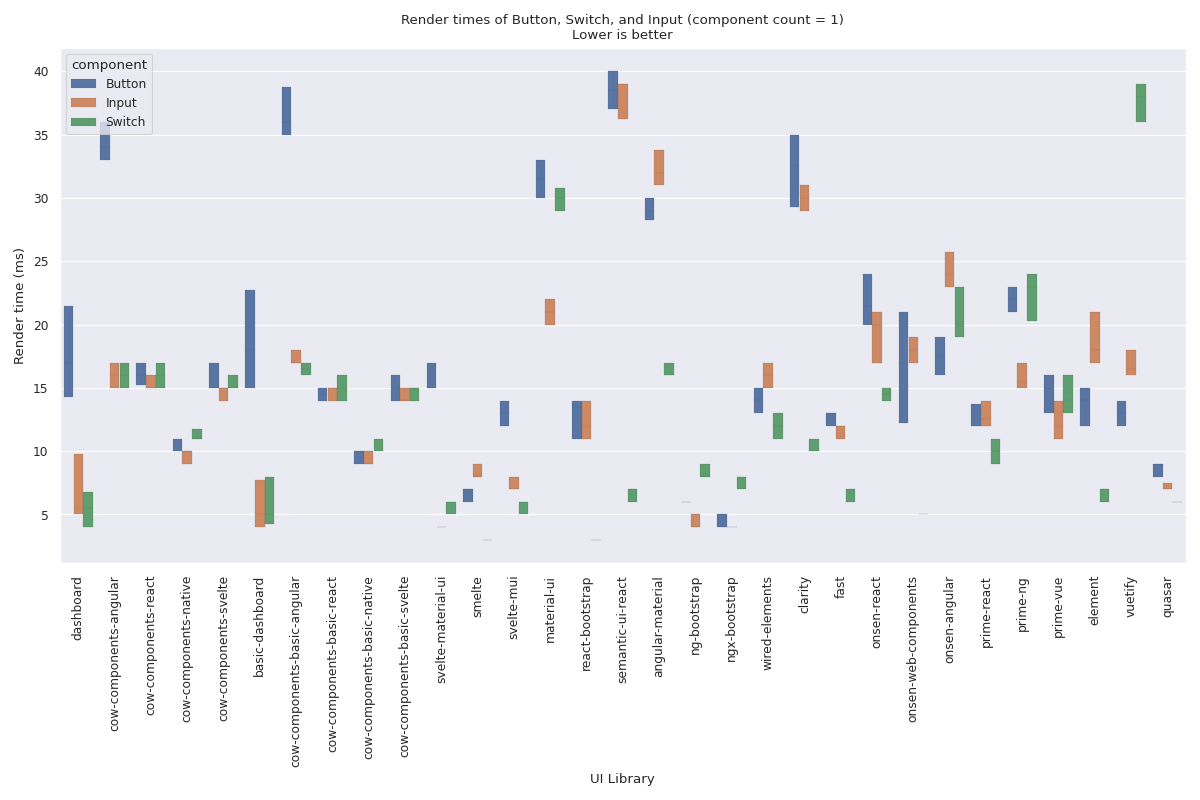 Render times of Button, Switch, and Input (component count = 1)
Lower is better
component
Button
Input
Switch
Render time (ms)
40
35
30
25
20
15
10
5
dashboard
cow-components-angular
cow-components-react
cow-components-native
cow-components-svelte
basic-dashboard
cow-components-basic-angular
cow-components-basic-react
cow-components-basic-native
cow-components-basic-svelte
svelte-material-ui
smelte
svelte-mui
material-ui
react-bootstrap
semantic-ui-react
angular-material
ng-bootstrap
ngx-bootstrap
wired-elements
clarity
fast
onsen-react
onsen-web-components
onsen-angular
prime-react
prime-ng
prime-vue
element
vuetify
quasar
UI Library